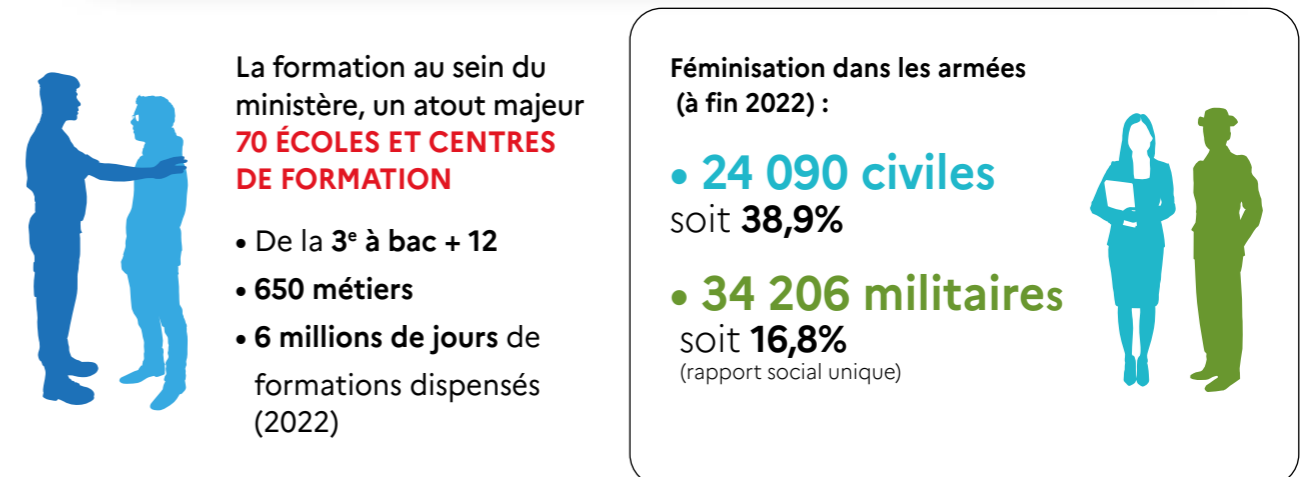 La formation au sein du
ministère, un atout majeur
70 ÉCOLES ET CENTRES
DE FORMATION
• De la 3e à bac + 12
• 650 métiers
• 6 millions de jours de
formations dispensés
(2022)
Féminisation dans les armées
(à fin 2022) :
• 24 090 civiles
soit 38,9%
• 34 206 militaires
soit 16,8%
(rapport social unique)